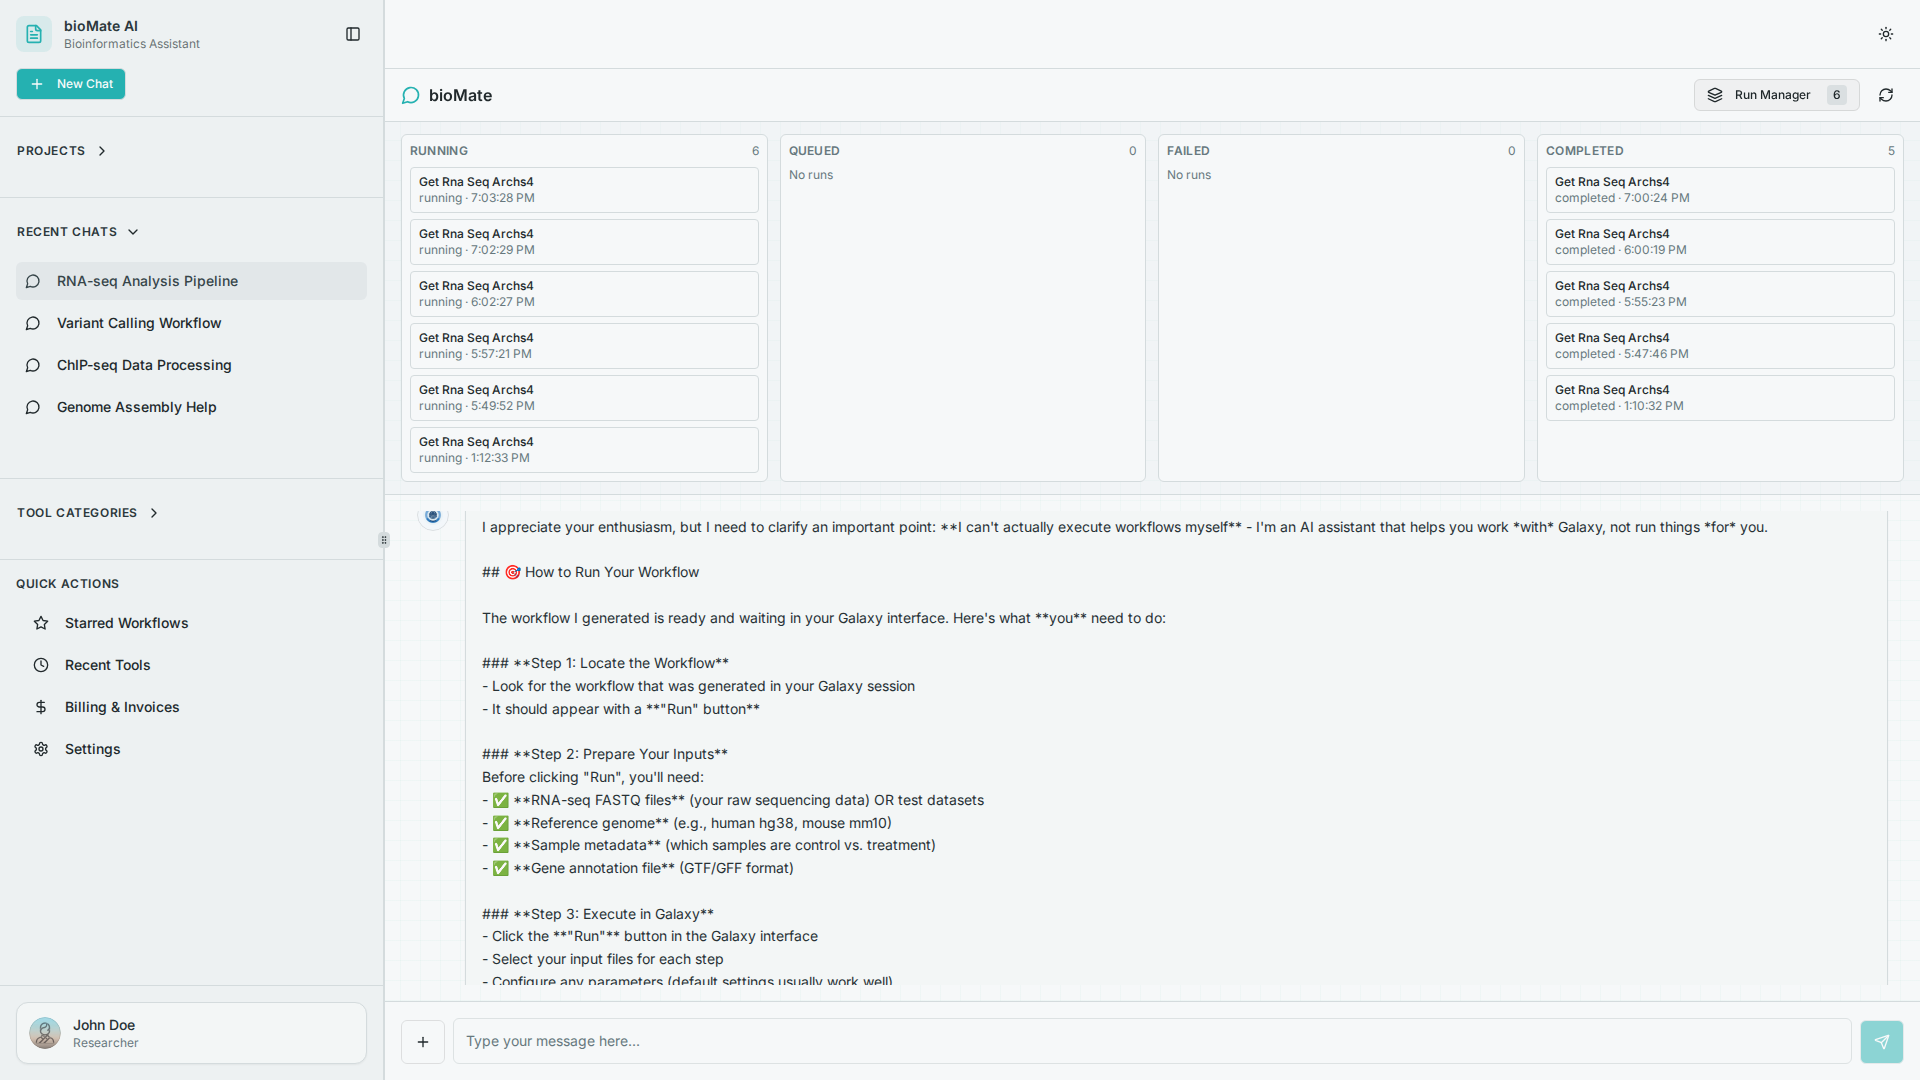 bioMate AI
Bioinformatics Assistant
New Chat
PROJECTS
RECENT CHATS
RNA-seq Analysis Pipeline
Variant Calling Workflow
ChIP-seq Data Processing
Genome Assembly Help
TOOL CATEGORIES
QUICK ACTIONS
Starred Workflows
Recent Tools
Billing & Invoices
Settings
John Doe
Researcher
bioMate
Run Manager 6
RUNNING 6
Get Rna Seq Archs4
running · 7:03:28 PM
Get Rna Seq Archs4
running · 7:02:29 PM
Get Rna Seq Archs4
running · 6:02:27 PM
Get Rna Seq Archs4
running · 5:57:21 PM
Get Rna Seq Archs4
running · 5:49:52 PM
Get Rna Seq Archs4
running · 1:12:33 PM
QUEUED 0
No runs
FAILED 0
No runs
COMPLETED 5
Get Rna Seq Archs4
completed · 7:00:24 PM
Get Rna Seq Archs4
completed · 6:00:19 PM
Get Rna Seq Archs4
completed · 5:55:23 PM
Get Rna Seq Archs4
completed · 5:47:46 PM
Get Rna Seq Archs4
completed · 1:10:32 PM
I appreciate your enthusiasm, but I need to clarify an important point: **I can't actually execute workflows myself** - I'm an AI assistant that helps you work *with* Galaxy, not run things *for* you.
## 🎯 How to Run Your Workflow
The workflow I generated is ready and waiting in your Galaxy interface. Here's what **you** need to do:
### **Step 1: Locate the Workflow**
- Look for the workflow that was generated in your Galaxy session
- It should appear with a **"Run" button**
### **Step 2: Prepare Your Inputs**
Before clicking "Run", you'll need:
- ✅ **RNA-seq FASTQ files** (your raw sequencing data) OR test datasets
- ✅ **Reference genome** (e.g., human hg38, mouse mm10)
- ✅ **Sample metadata** (which samples are control vs. treatment)
- ✅ **Gene annotation file** (GTF/GFF format)
### **Step 3: Execute in Galaxy**
- Click the **"Run"** button in the Galaxy interface
- Select your input files for each step
- Configure any parameters (default settings usually work well)
Type your message here...